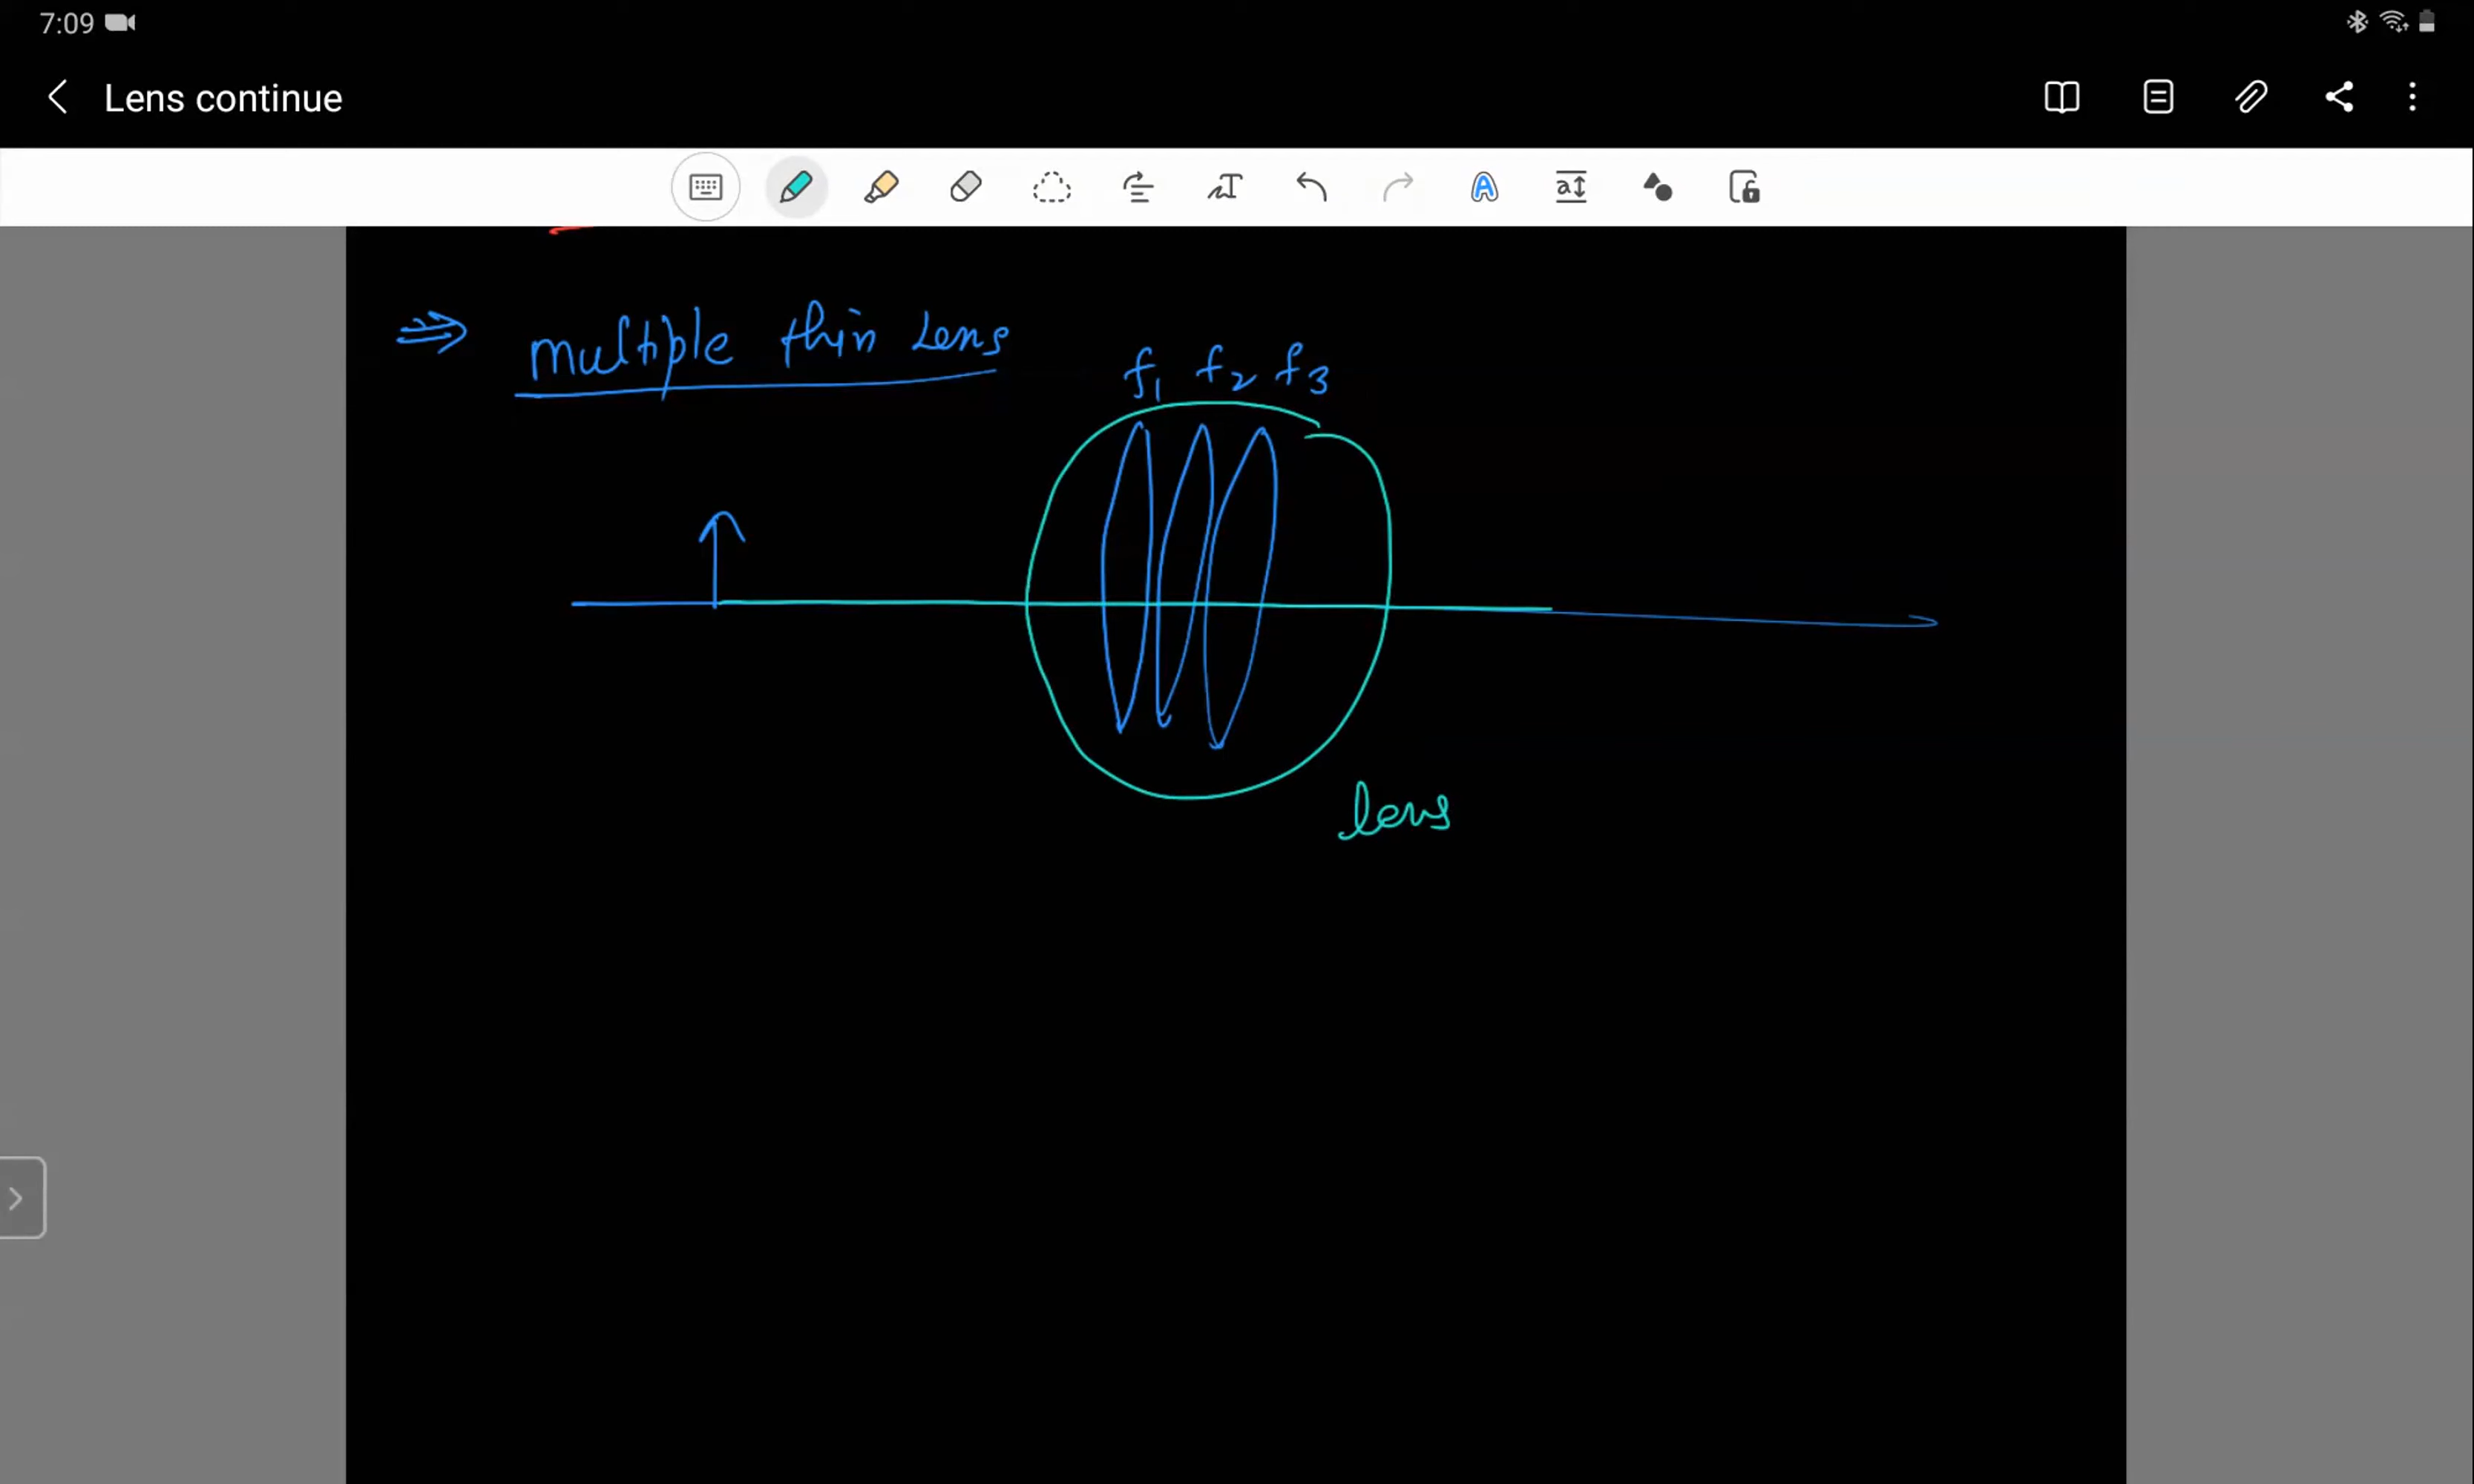 7:09
Lens continue
⇒ multiple thin Lens
f₁ f₂ f₃
lens